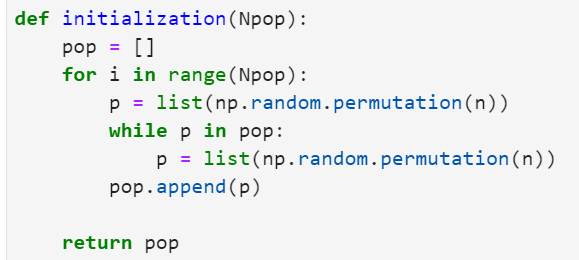 def initialization(Npop):
    pop = []
    for i in range(Npop):
        p = list(np.random.permutation(n))
        while p in pop:
            p = list(np.random.permutation(n))
        pop.append(p)

    return pop